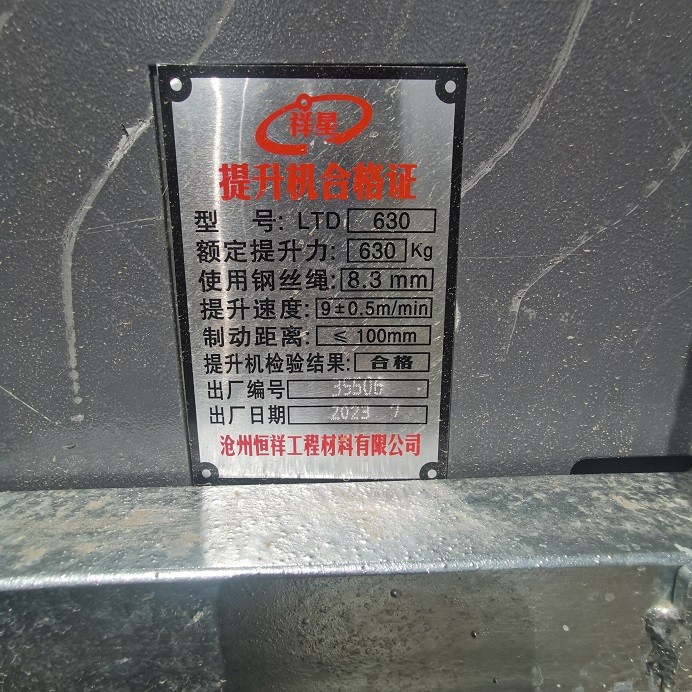 祥星
提升机合格证
型 号: LTD 630
额定提升力: 630 Kg
使用钢丝绳: 8.3 mm
提升速度: 9±0.5m/min
制动距离: ≤ 100mm
提升机检验结果: 合格
出厂编号 35506
出厂日期 2023 7
沧州恒祥工程材料有限公司